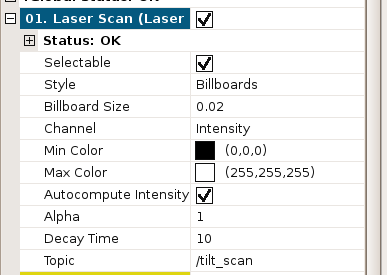 01. Laser Scan (Laser
Status: OK
Selectable
Style Billboards
Billboard Size 0.02
Channel Intensity
Min Color (0,0,0)
Max Color (255,255,255)
Autocompute Intensity
Alpha 1
Decay Time 10
Topic /tilt_scan